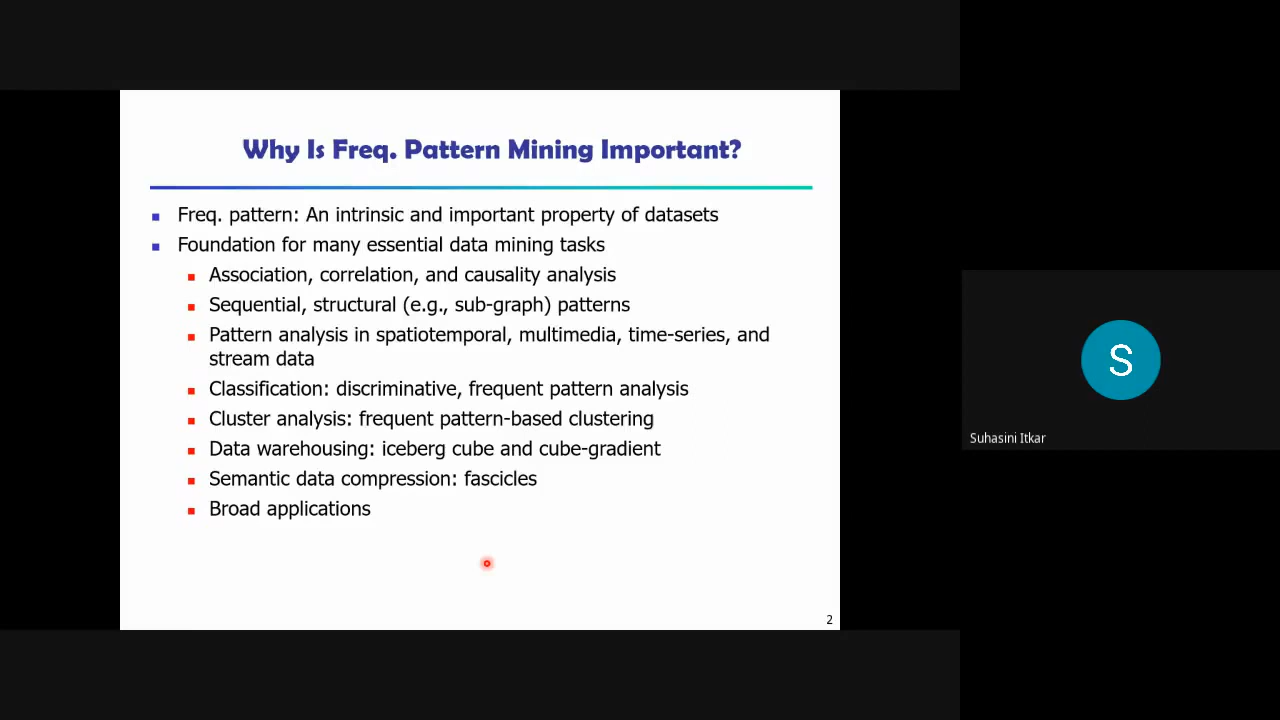 Why Is Freq. Pattern Mining Important?
Freq. pattern: An intrinsic and important property of datasets
Foundation for many essential data mining tasks
Association, correlation, and causality analysis
Sequential, structural (e.g., sub-graph) patterns
Pattern analysis in spatiotemporal, multimedia, time-series, and
stream data
Classification: discriminative, frequent pattern analysis
Cluster analysis: frequent pattern-based clustering
Data warehousing: iceberg cube and cube-gradient
Semantic data compression: fascicles
Broad applications
2
S
Suhasini Itkar